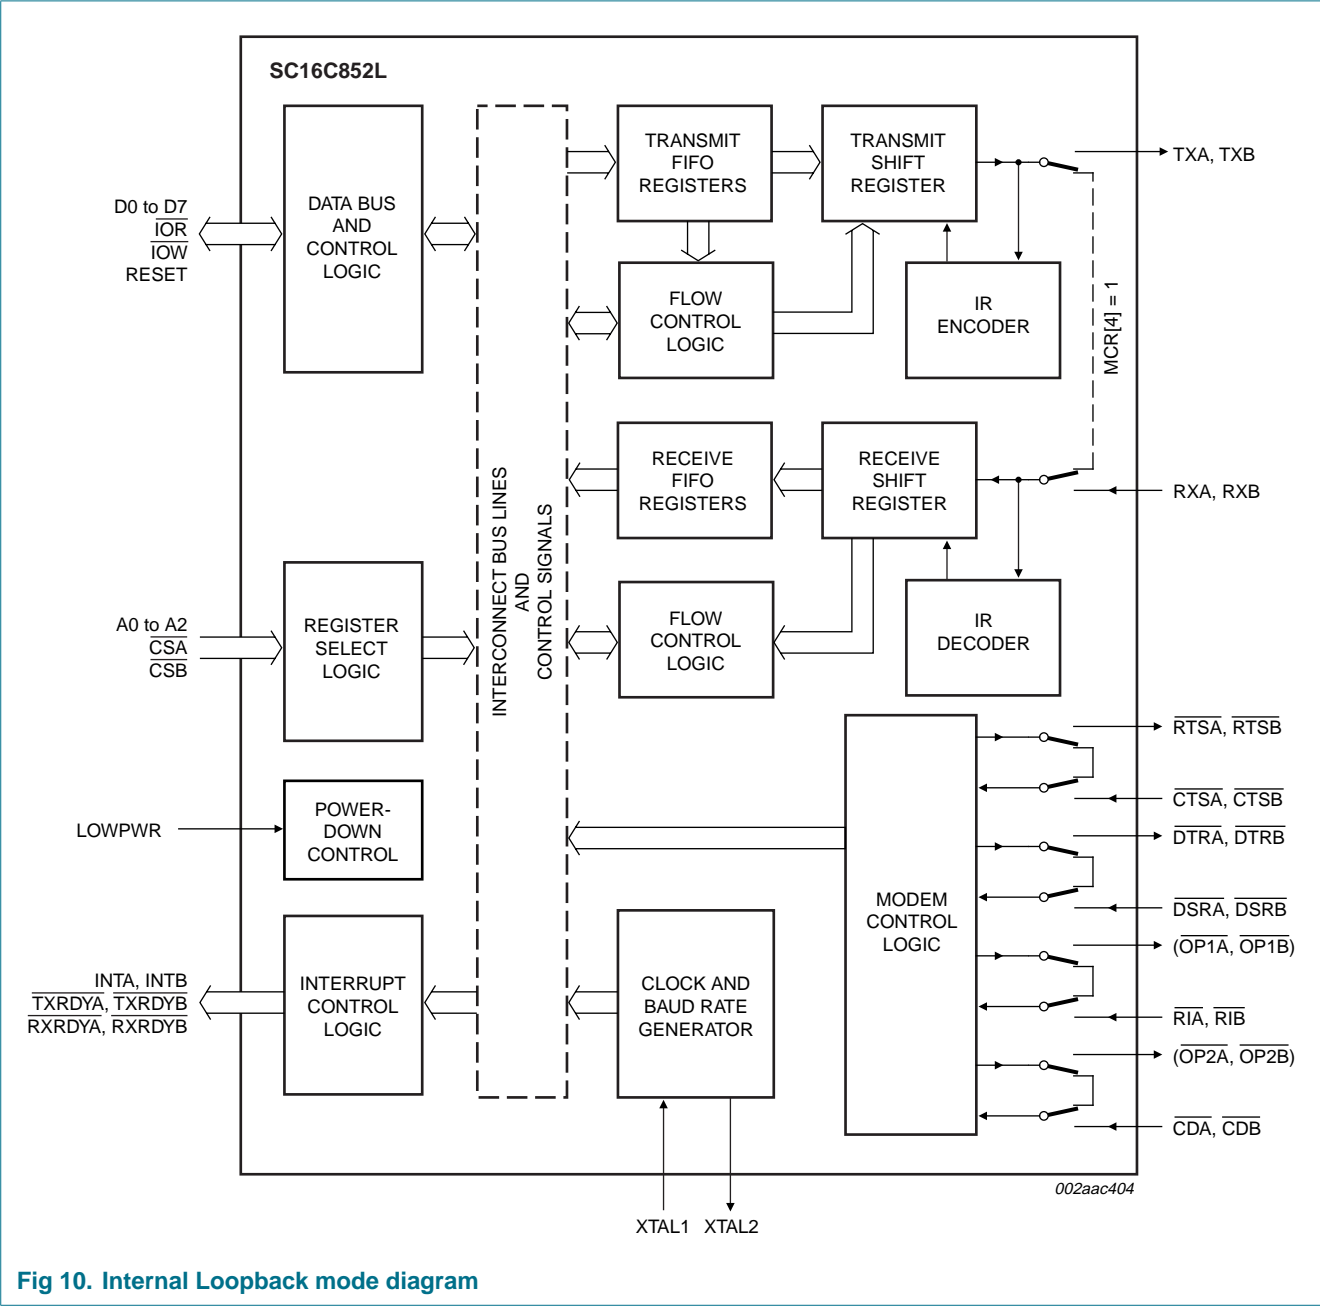 SC16C852L
D0 to D7
IOR
IOW
RESET
DATA BUS
AND
CONTROL
LOGIC
A0 to A2
CSA
CSB
REGISTER
SELECT
LOGIC
LOWPWR
POWER-
DOWN
CONTROL
INTA, INTB
TXRDYA, TXRDYB
RXRDYA, RXRDYB
INTERRUPT
CONTROL
LOGIC
INTERCONNECT BUS LINES
AND
CONTROL SIGNALS
TRANSMIT
FIFO
REGISTERS
TRANSMIT
SHIFT
REGISTER
FLOW
CONTROL
LOGIC
IR
ENCODER
TXA, TXB
MCR[4] = 1
RECEIVE
FIFO
REGISTERS
RECEIVE
SHIFT
REGISTER
RXA, RXB
FLOW
CONTROL
LOGIC
IR
DECODER
MODEM
CONTROL
LOGIC
RTSA, RTSB
CTSA, CTSB
DTRA, DTRB
DSRA, DSRB
(OP1A, OP1B)
RIA, RIB
(OP2A, OP2B)
CDA, CDB
CLOCK AND
BAUD RATE
GENERATOR
XTAL1 XTAL2
002aac404
Fig 10. Internal Loopback mode diagram